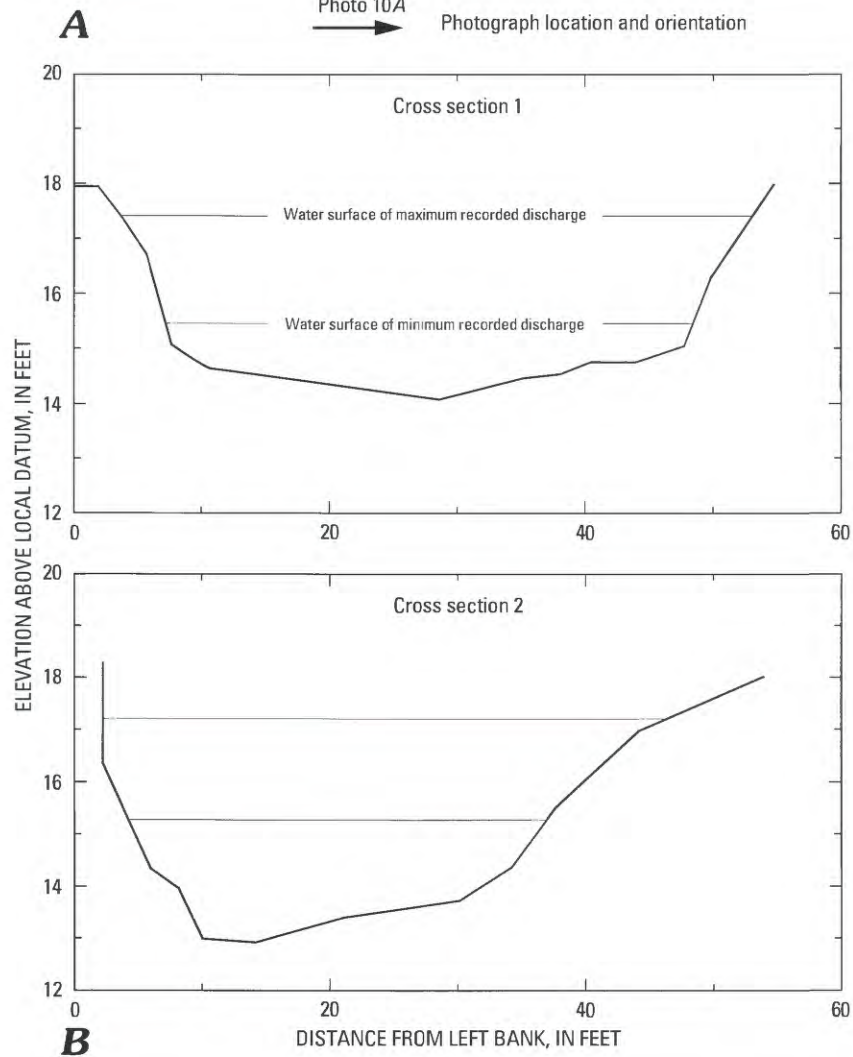 Photo 10A
A Photograph location and orientation
20
Cross section 1
18
Water surface of maximum recorded discharge
16
Water surface of minimum recorded discharge
14
12
0 20 40 60
ELEVATION ABOVE LOCAL DATUM, IN FEET
20
Cross section 2
18
16
14
12
0 20 40 60
B DISTANCE FROM LEFT BANK, IN FEET